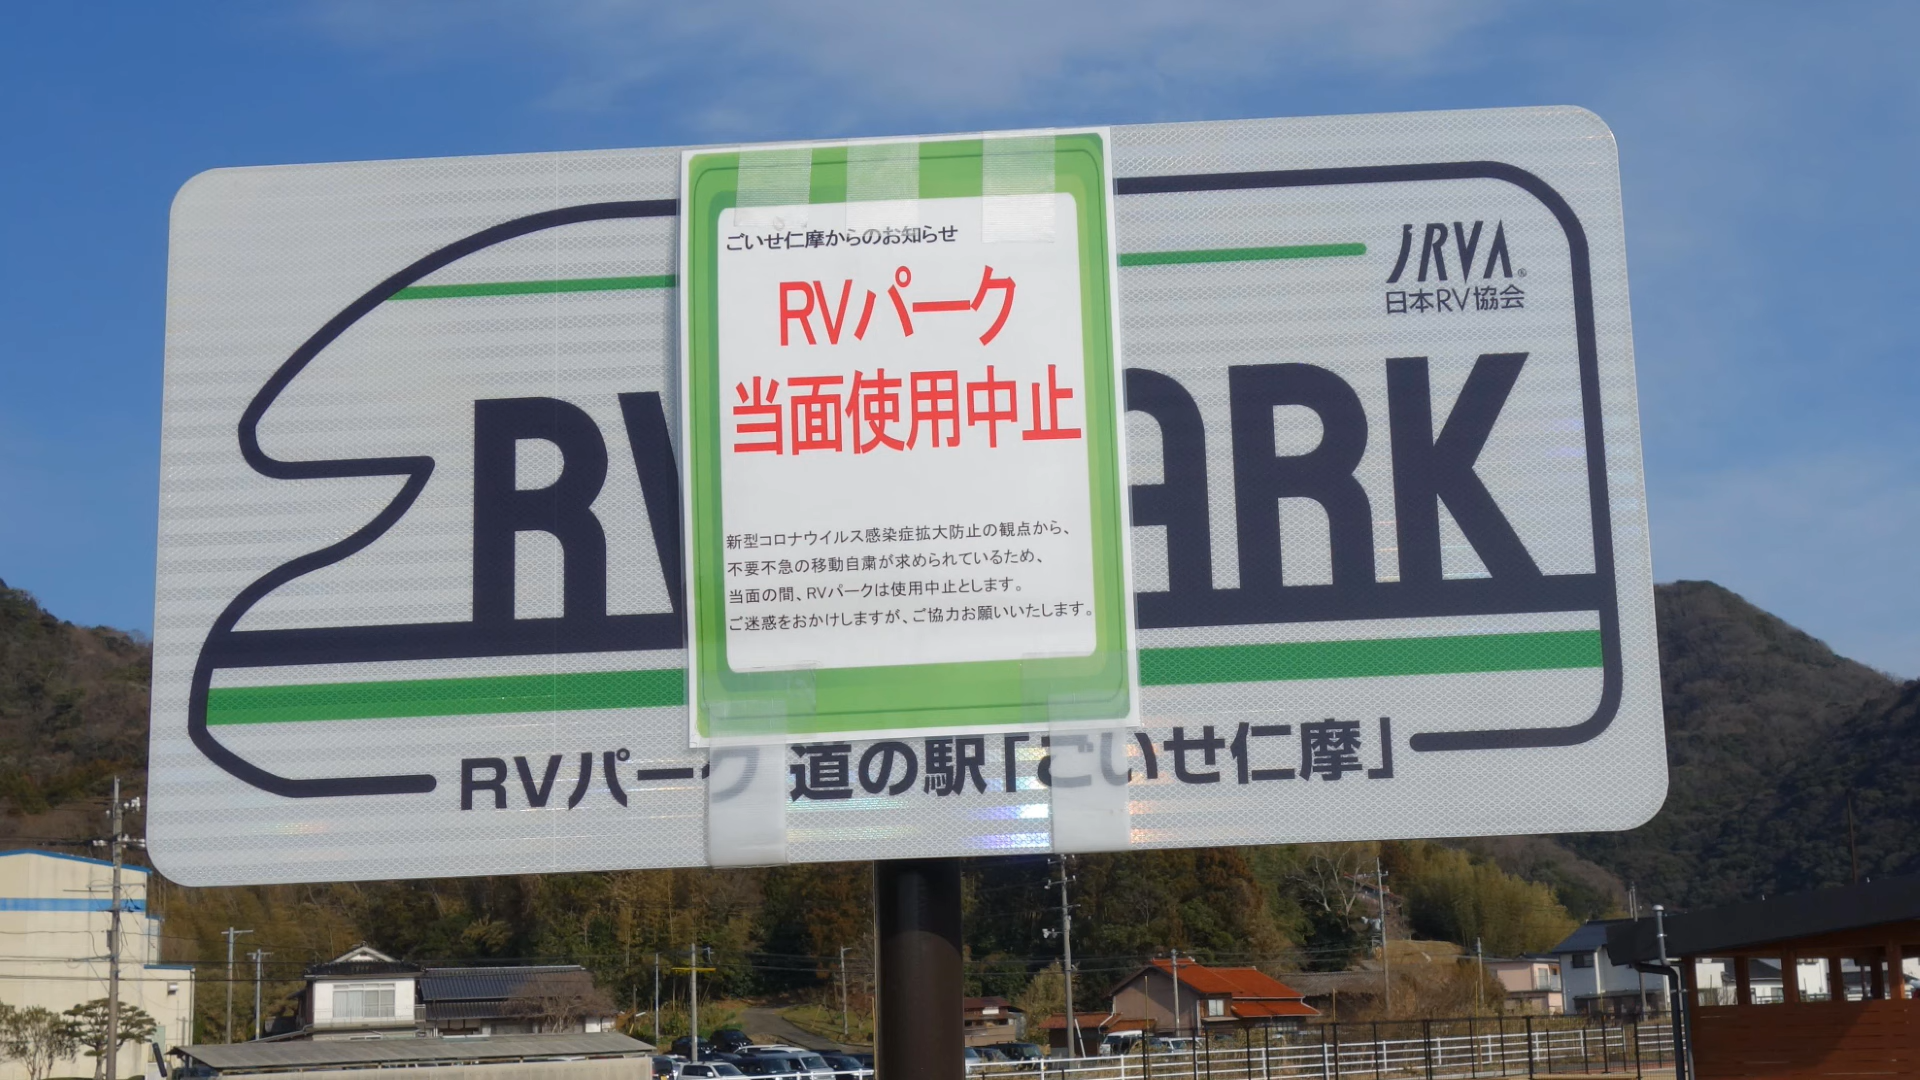 ごいせ仁摩からのお知らせ
RVパーク
当面使用中止
新型コロナウイルス感染症拡大防止の観点から、
不要不急の移動自粛が求められているため、
当面の間、RVパークは使用中止とします。
ご迷惑をおかけしますが、ご協力お願いいたします。
JRVA®
日本RV協会
RV ARK
RVパーク 道の駅「ごいせ仁摩」